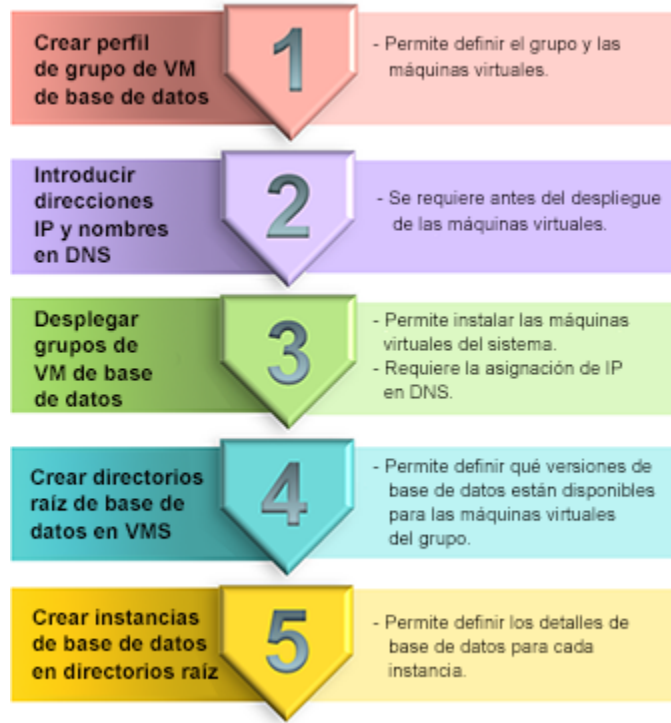 Crear perfil
de grupo de VM
de base de datos
1
- Permite definir el grupo y las
máquinas virtuales.
Introducir
direcciones
IP y nombres
en DNS
2
- Se requiere antes del despliegue
de las máquinas virtuales.
Desplegar
grupos de
VM de base
de datos
3
- Permite instalar las máquinas
virtuales del sistema.
- Requiere la asignación de IP
en DNS.
Crear directorios
raíz de base de
datos en VMS
4
- Permite definir qué versiones de
base de datos están disponibles
para las máquinas virtuales
del grupo.
Crear instancias
de base de datos
en directorios raíz
5
- Permite definir los detalles de
base de datos para cada
instancia.